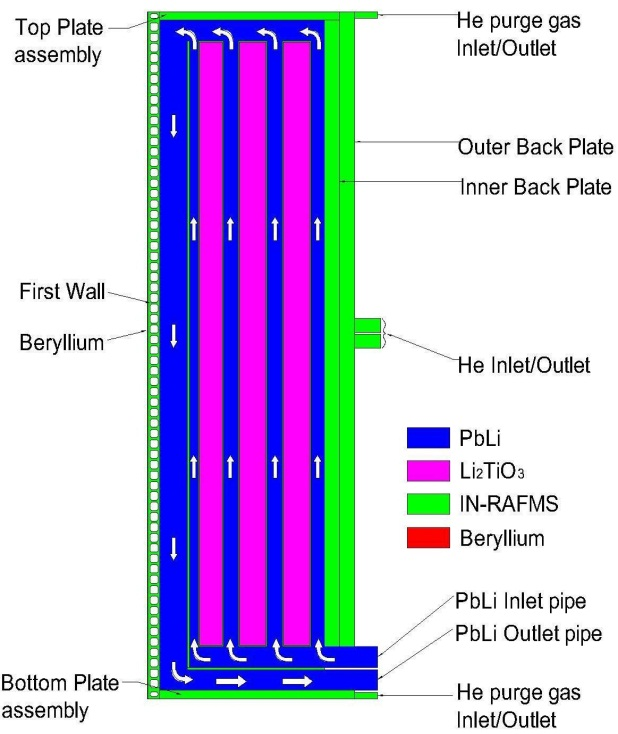 Top Plate
assembly
He purge gas
Inlet/Outlet
Outer Back Plate
Inner Back Plate
First Wall
Beryllium
He Inlet/Outlet
PbLi
Li2TiO3
IN-RAFMS
Beryllium
PbLi Inlet pipe
PbLi Outlet pipe
Bottom Plate
assembly
He purge gas
Inlet/Outlet